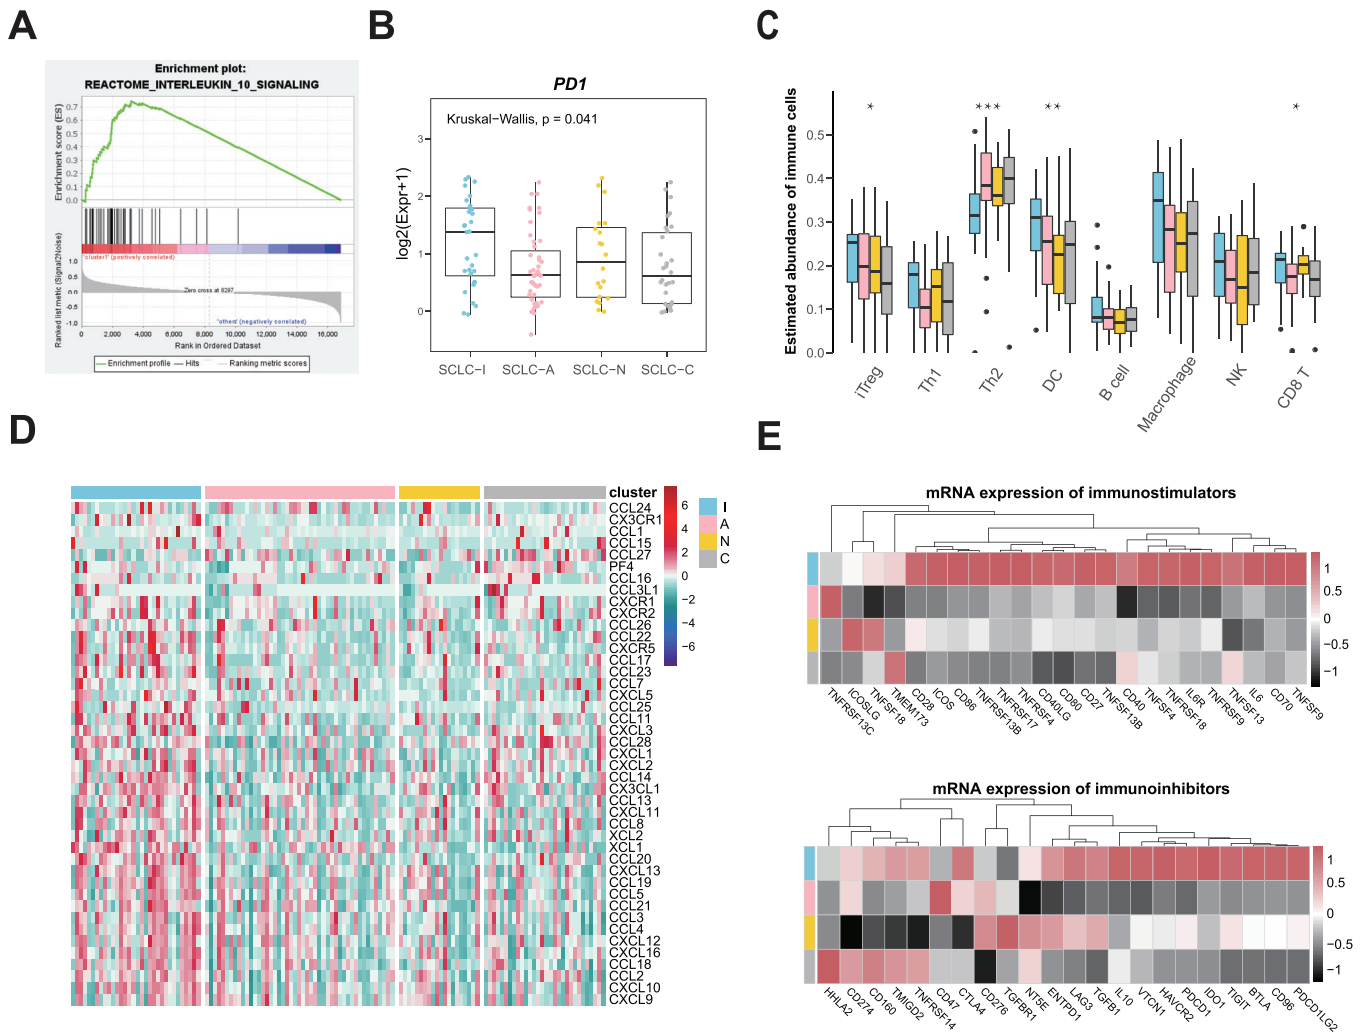 A
Enrichment plot:
REACTOME_INTERLEUKIN_10_SIGNALING
Enrichment score (ES)
0.7
0.6
0.5
0.4
0.3
0.2
0.1
0.0
'cluster1' (positively correlated)
Ranked list metric (Signal2Noise)
1.0
0.5
0.0
-0.5
-1.0
Zero cross at 8297
'others' (negatively correlated)
0 2,000 4,000 6,000 8,000 10,000 12,000 14,000 16,000
Rank in Ordered Dataset
Enrichment profile Hits Ranking metric scores
B
PD1
Kruskal−Wallis, p = 0.041
log2(Expr+1)
3
2
1
0
SCLC−I SCLC−A SCLC−N SCLC−C
C
Estimated abundance of immune cells
* * * * * * *
0.5
0.4
0.3
0.2
0.1
0.0
iTreg Th1 Th2 DC B cell Macrophage NK CD8 T
D
cluster
CCL24
CX3CR1
CCL1
CCL15
CCL27
PF4
CCL16
CCL3L1
CXCR1
CXCR2
CCL26
CCL22
CXCR5
CCL17
CCL23
CCL7
CXCL5
CCL25
CCL11
CXCL3
CCL28
CXCL1
CXCL2
CCL14
CX3CL1
CCL13
CXCL11
CCL8
XCL2
XCL1
CCL20
CXCL13
CCL19
CCL5
CCL21
CCL3
CCL4
CXCL12
CXCL16
CCL18
CCL2
CXCL10
CXCL9
6
4
2
0
−2
−4
−6
I
A
N
C
E
mRNA expression of immunostimulators
1
0.5
0
−0.5
−1
TNFRSF13C ICOSLG TNFSF18 TMEM173 CD28 ICOS CD86 TNFRSF13B TNFRSF17 TNFRSF4 CD40LG CD80 CD27 TNFSF13B CD40 TNFSF4 TNFRSF18 IL6R TNFRSF9 TNFSF13 IL6 CD70 TNFSF9
mRNA expression of immunoinhibitors
1
0.5
0
−0.5
−1
HHLA2 CD274 CD160 TMIGD2 TNFRSF14 CD47 CTLA4 CD276 TGFBR1 NT5E ENTPD1 LAG3 TGFB1 IL10 VTCN1 HAVCR2 PDCD1 IDO1 TIGIT BTLA CD96 PDCD1LG2